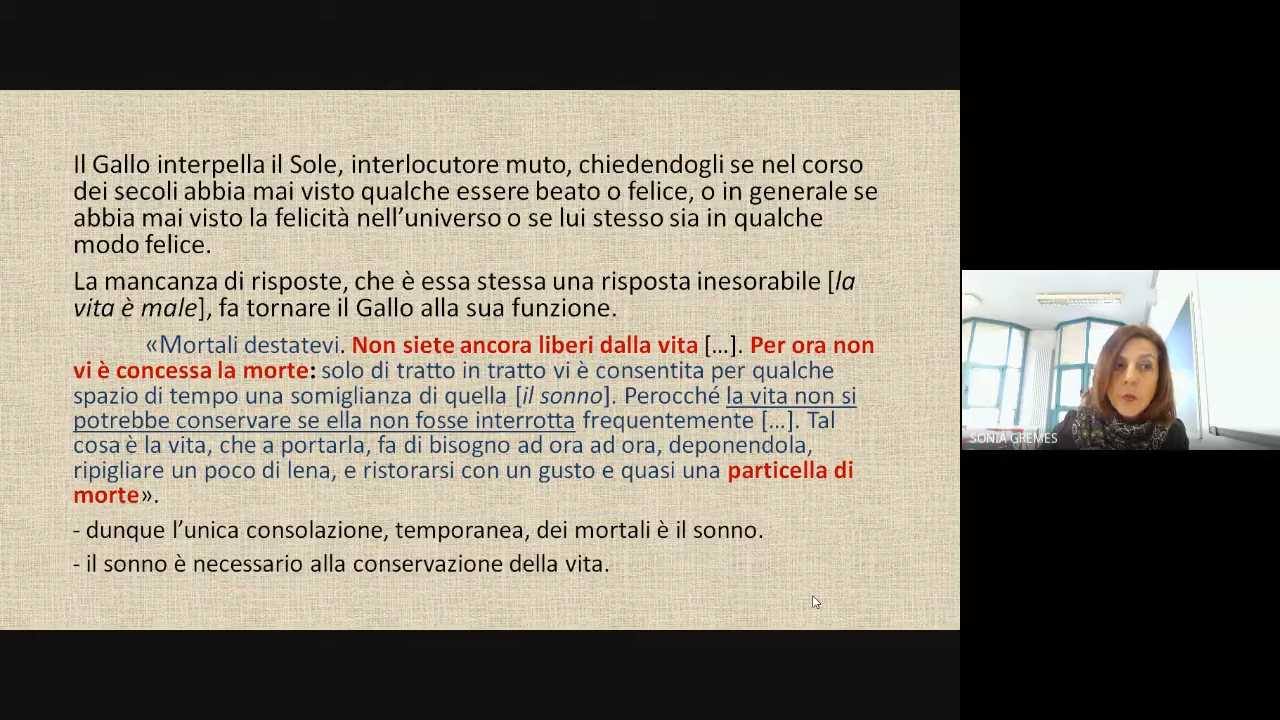 Il Gallo interpella il Sole, interlocutore muto, chiedendogli se nel corso
dei secoli abbia mai visto qualche essere beato o felice, o in generale se
abbia mai visto la felicità nell’universo o se lui stesso sia in qualche
modo felice.
La mancanza di risposte, che è essa stessa una risposta inesorabile [la
vita è male], fa tornare il Gallo alla sua funzione.
«Mortali destatevi. Non siete ancora liberi dalla vita […]. Per ora non
vi è concessa la morte: solo di tratto in tratto vi è consentita per qualche
spazio di tempo una somiglianza di quella [il sonno]. Perocché la vita non si
potrebbe conservare se ella non fosse interrotta frequentemente […]. Tal
cosa è la vita, che a portarla, fa di bisogno ad ora ad ora, deponendola,
ripigliare un poco di lena, e ristorarsi con un gusto e quasi una particella di
morte».
- dunque l’unica consolazione, temporanea, dei mortali è il sonno.
- il sonno è necessario alla conservazione della vita.
SONIA GREMES